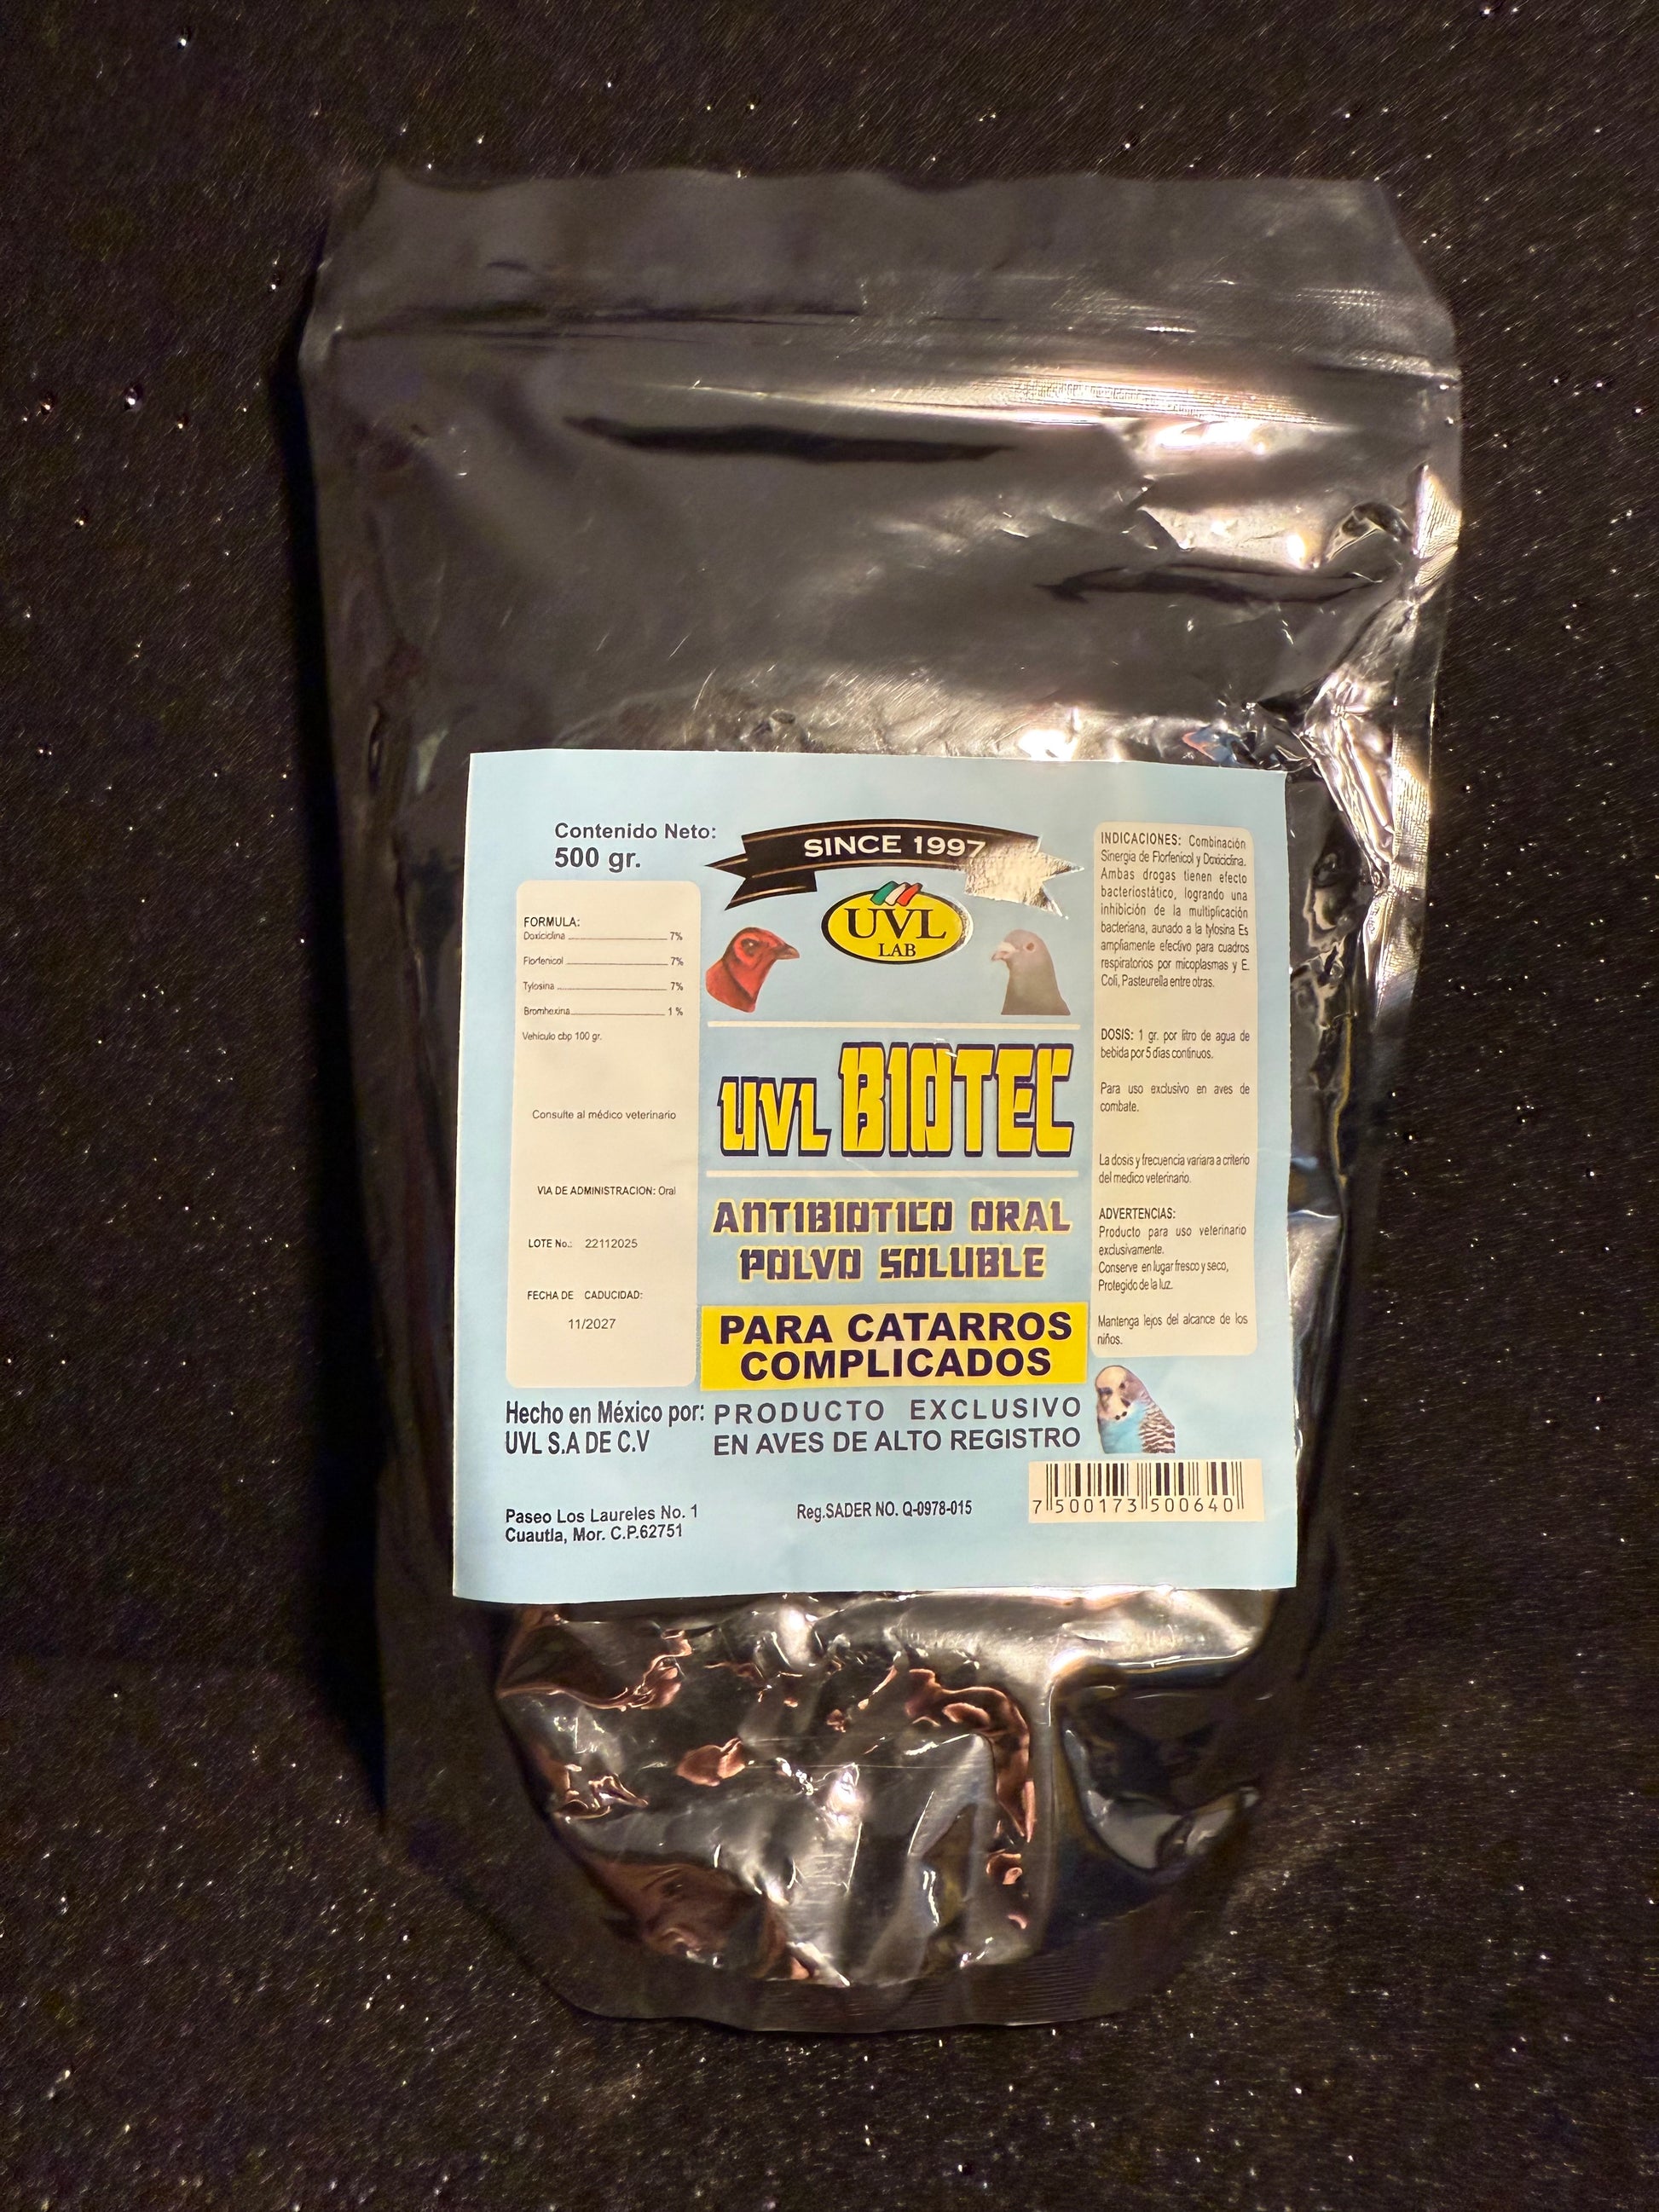 Contenido Neto:
500 gr.
SINCE 1997
UVL
LAB
FORMULA:
Doxiciclina 7%
Florfenicol 7%
Tylosina 7%
Bromhexina 1 %
Vehiculo cbp 100 gr.
Consulte al médico veterinario
VIA DE ADMINISTRACION: Oral
LOTE No.: 22112025
FECHA DE CADUCIDAD:
11/2027
UVL BIOTEC
ANTIBIOTICO ORAL
POLVO SOLUBLE
PARA CATARROS
COMPLICADOS
PRODUCTO EXCLUSIVO
EN AVES DE ALTO REGISTRO
INDICACIONES: Combinación
Sinergia de Florfenicol y Doxiciclina.
Ambas drogas tienen efecto
bacteriostático, logrando una
inhibición de la multiplicación
bacteriana, aunado a la tylosina Es
ampliamente efectivo para cuadros
respiratorios por micoplasmas y E.
Coli, Pasteurella entre otras.
DOSIS: 1 gr. por litro de agua de
bebida por 5 días continuos.
Para uso exclusivo en aves de
combate.
La dosis y frecuencia variara a criterio
del medico veterinario.
ADVERTENCIAS:
Producto para uso veterinario
exclusivamente.
Conserve en lugar fresco y seco,
Protegido de la luz.
Mantenga lejos del alcance de los
niños.
Hecho en México por:
UVL S.A DE C.V
Paseo Los Laureles No. 1
Cuautla, Mor. C.P.62751
Reg.SADER NO. Q-0978-015
7 500173 500640